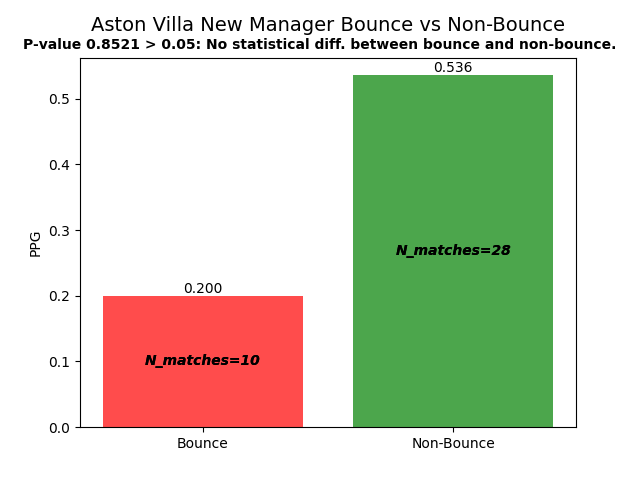 Aston Villa New Manager Bounce vs Non-Bounce
P-value 0.8521 > 0.05: No statistical diff. between bounce and non-bounce.
0.536
0.5
0.4
0.3
N_matches=28
PPG
0.200
0.2
0.1
N_matches=10
0.0
Bounce
Non-Bounce